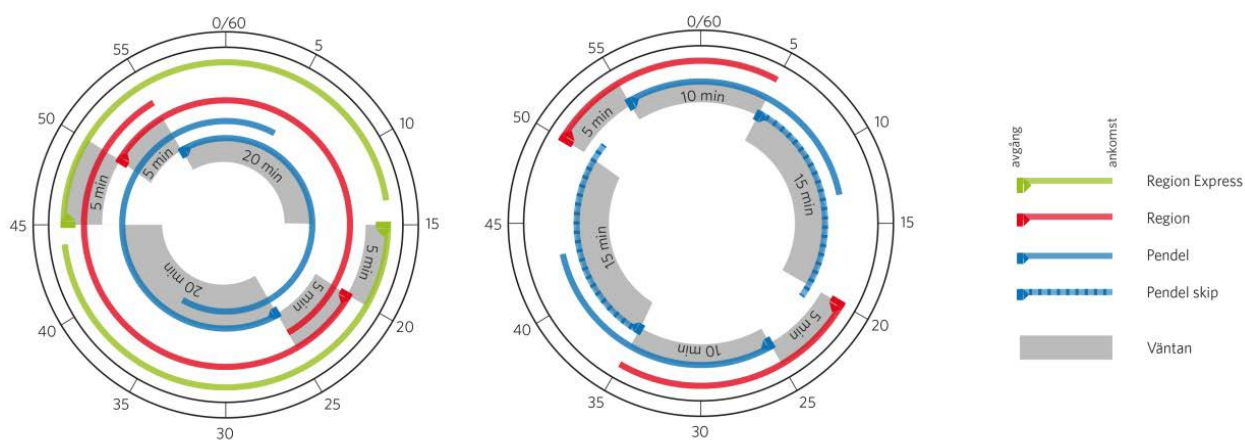 0/60
5
10
15
20
25
30
35
40
45
50
55
5 min
5 min
20 min
20 min
5 min
5 min
0/60
5
10
15
20
25
30
35
40
45
50
55
5 min
10 min
15 min
15 min
10 min
5 min
avgång
ankomst
Region Express
Region
Pendel
Pendel skip
Väntan